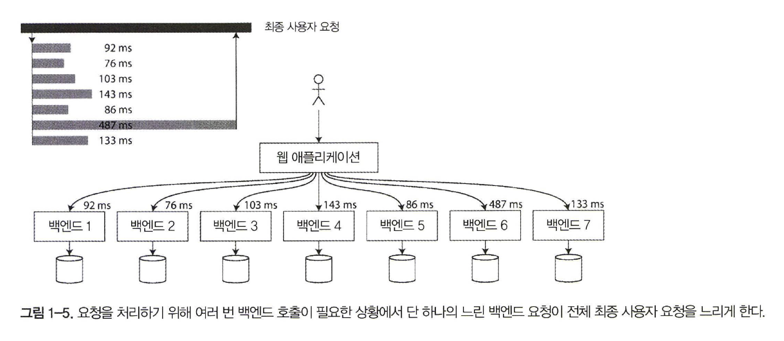 최종 사용자 요청
92 ms
76 ms
103 ms
143 ms
86 ms
487 ms
133 ms
웹 애플리케이션
92 ms 76 ms 103 ms 143 ms 86 ms 487 ms 133 ms
백엔드 1 백엔드 2 백엔드 3 백엔드 4 백엔드 5 백엔드 6 백엔드 7
그림 1-5. 요청을 처리하기 위해 여러 번 백엔드 호출이 필요한 상황에서 단 하나의 느린 백엔드 요청이 전체 최종 사용자 요청을 느리게 한다.